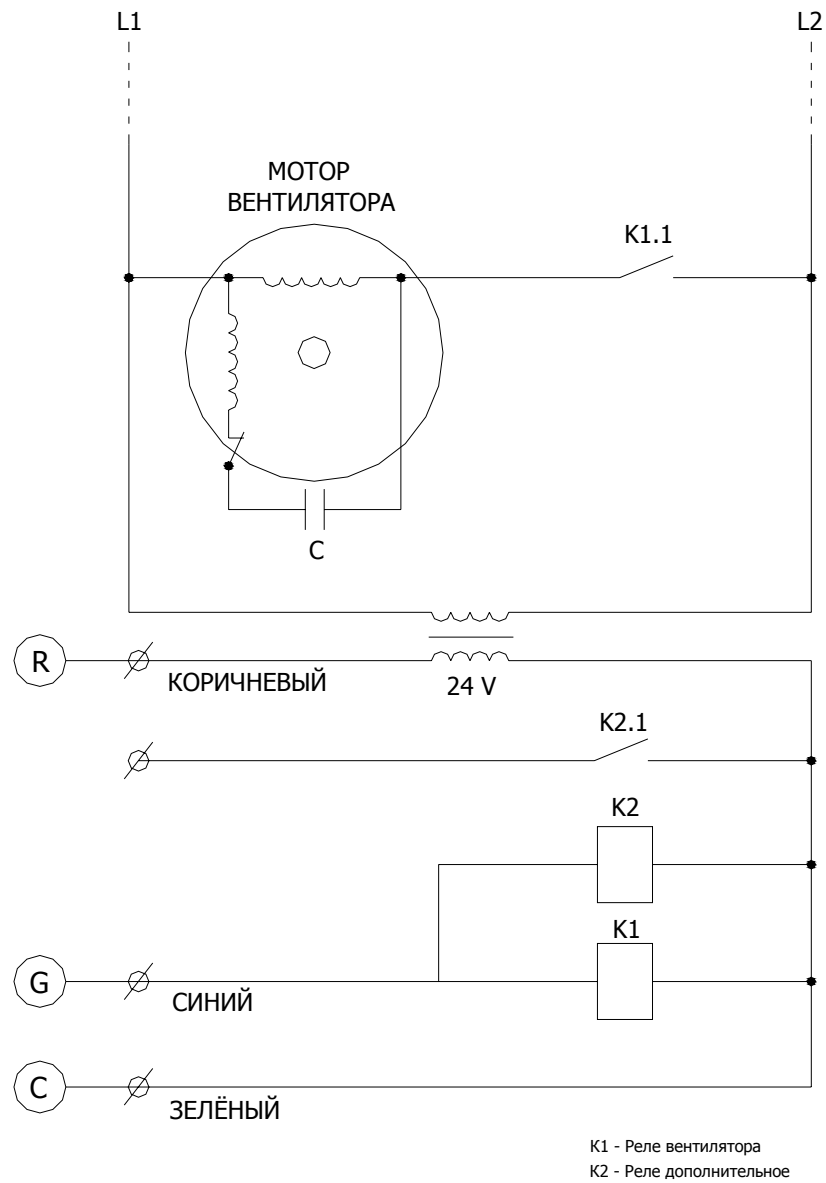 L1
L2
МОТОР
ВЕНТИЛЯТОРА
K1.1
C
R
КОРИЧНЕВЫЙ
24 V
K2.1
K2
K1
G
СИНИЙ
C
ЗЕЛЁНЫЙ
K1 - Реле вентилятора
K2 - Реле дополнительное